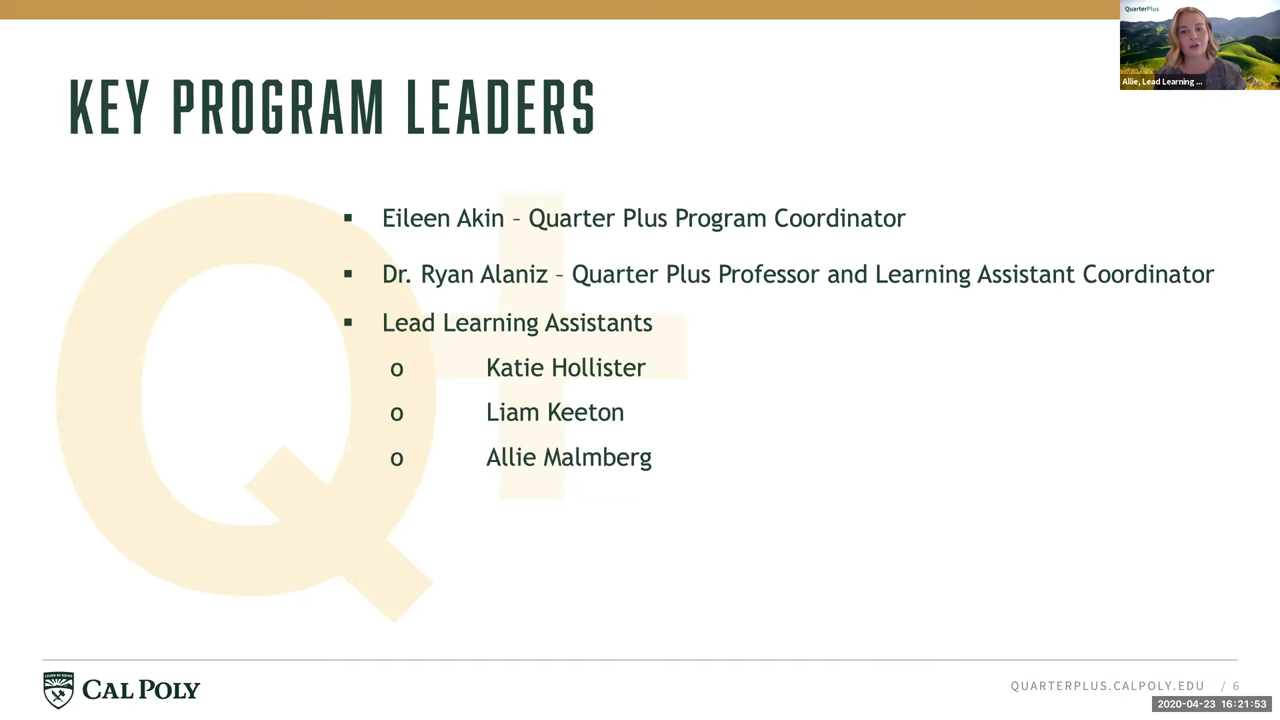 QuarterPlus
Allie, Lead Learning ...
KEY PROGRAM LEADERS
▪ Eileen Akin – Quarter Plus Program Coordinator
▪ Dr. Ryan Alaniz – Quarter Plus Professor and Learning Assistant Coordinator
▪ Lead Learning Assistants
o Katie Hollister
o Liam Keeton
o Allie Malmberg
Q+
CAL POLY
QUARTERPLUS.CALPOLY.EDU / 6
2020-04-23 16:21:53